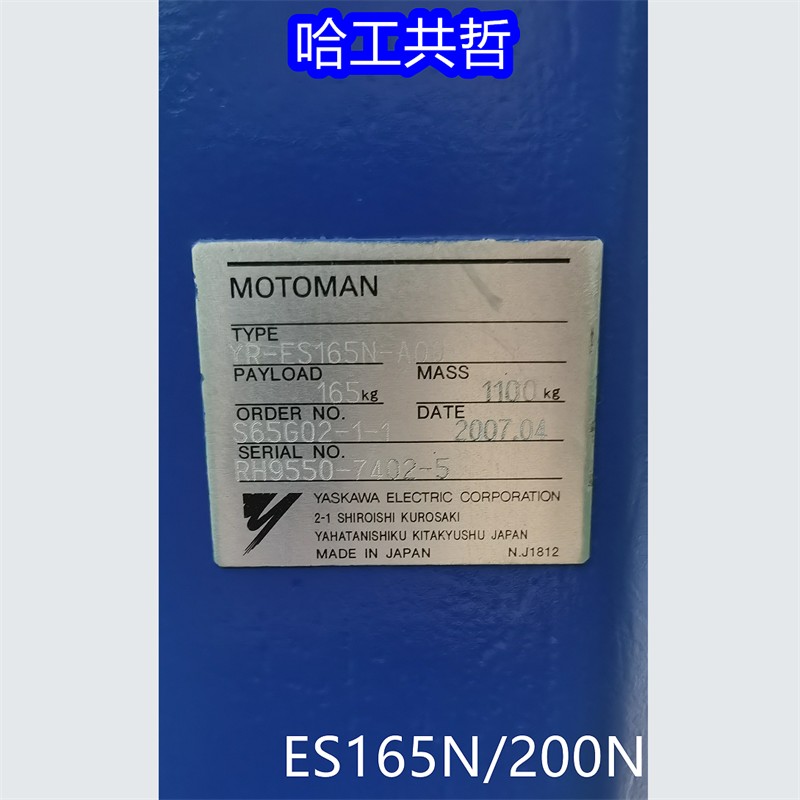 哈工共哲
MOTOMAN
TYPE
YR-ES165N-A00
PAYLOAD 165 kg MASS 1100 kg
ORDER NO. S65G02-1-1 DATE 2007.04
SERIAL NO.
RH9550-7402-5
YASKAWA ELECTRIC CORPORATION
2-1 SHIROISHI KUROSAKI
YAHATANISHIKU KITAKYUSHU JAPAN
MADE IN JAPAN N.J1812
ES165N/200N